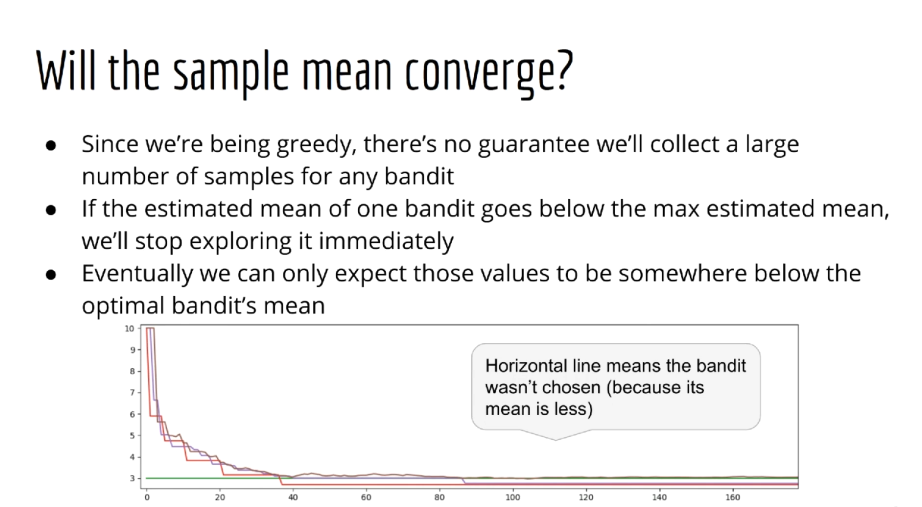 Will the sample mean converge?
● Since we're being greedy, there's no guarantee we'll collect a large
number of samples for any bandit
● If the estimated mean of one bandit goes below the max estimated mean,
we'll stop exploring it immediately
● Eventually we can only expect those values to be somewhere below the
optimal bandit's mean
Horizontal line means the bandit
wasn't chosen (because its
mean is less)
10
9
8
7
6
5
4
3
0 20 40 60 80 100 120 140 160